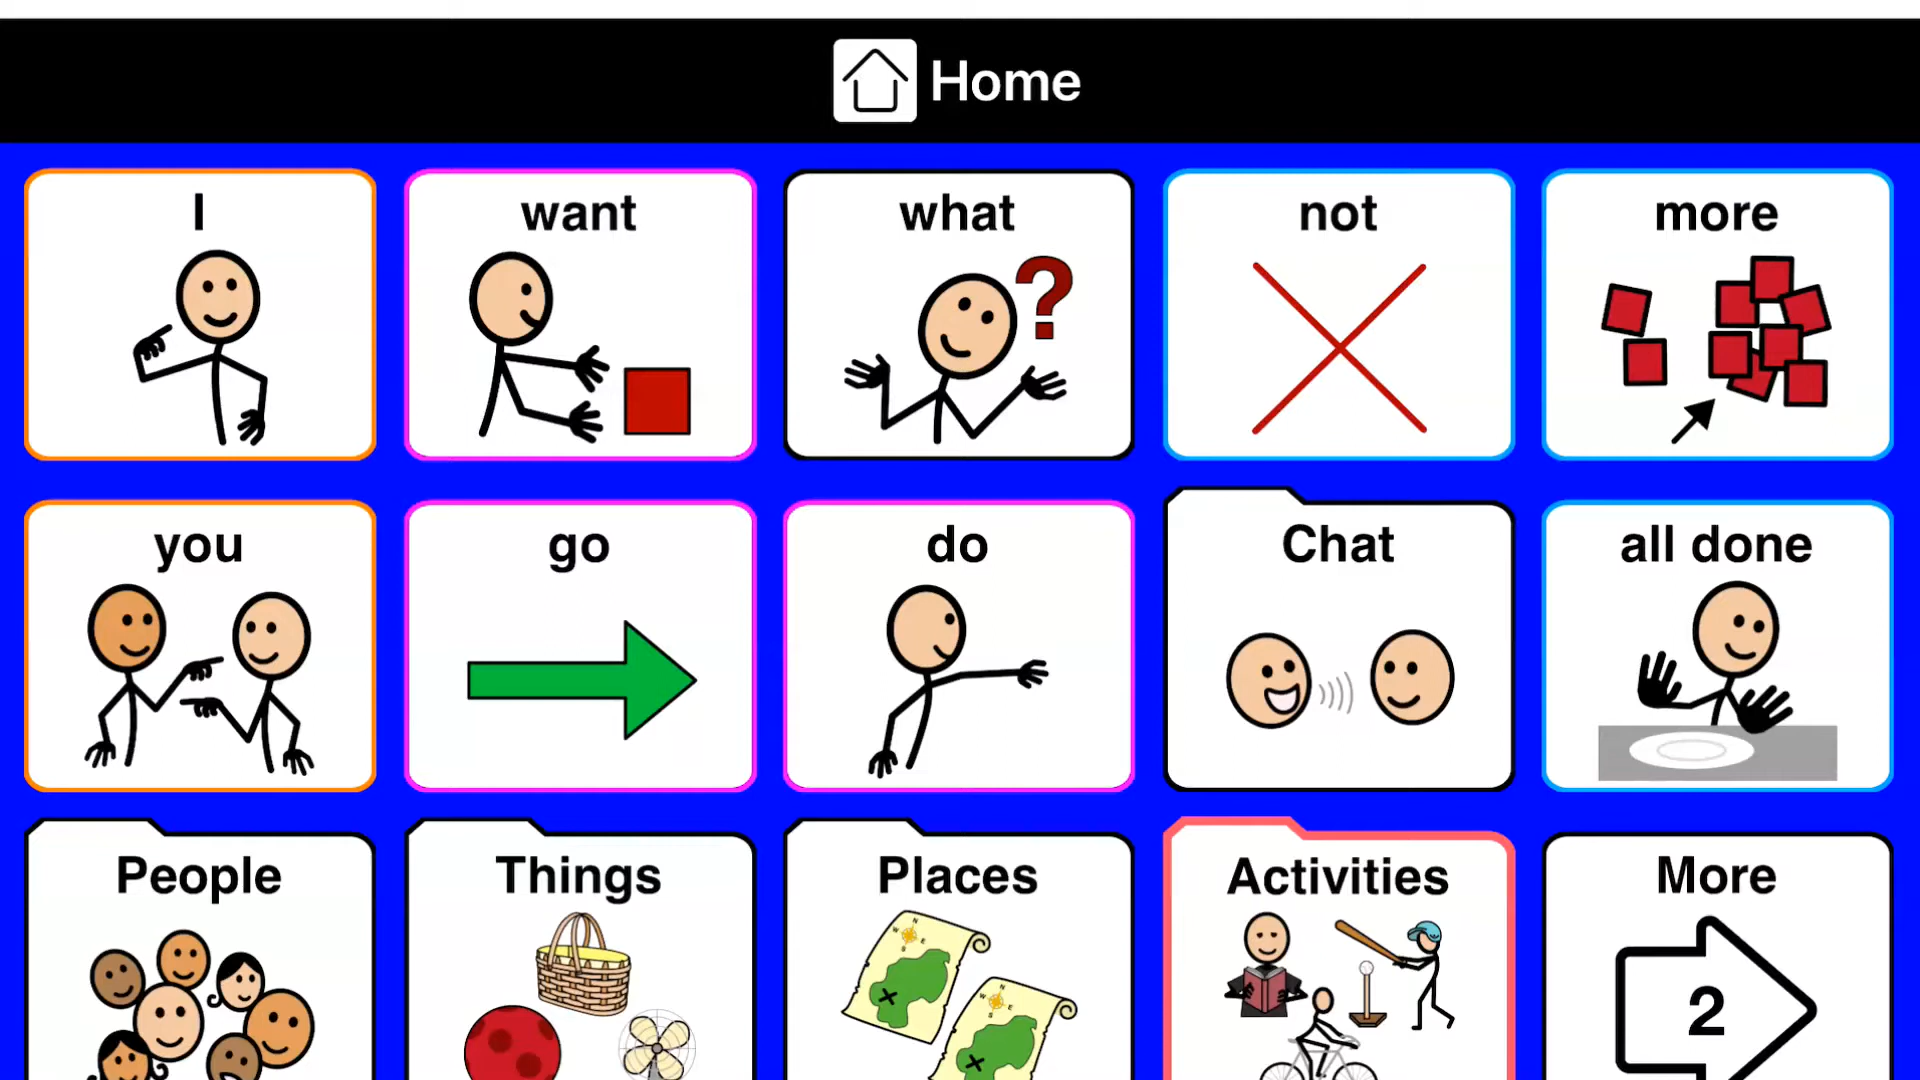 Home
I
want
what
?
not
more
you
go
do
Chat
all done
People
Things
Places
Activities
More
2